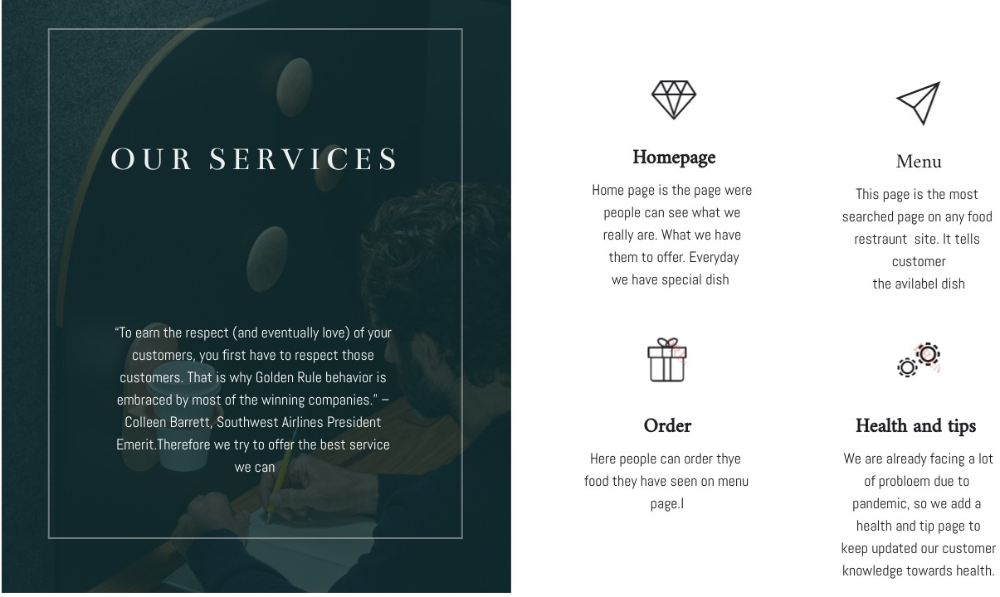 OUR SERVICES
“To earn the respect (and eventually love) of your
customers, you first have to respect those
customers. That is why Golden Rule behavior is
embraced by most of the winning companies.” –
Colleen Barrett, Southwest Airlines President
Emerit.Therefore we try to offer the best service
we can
Homepage
Home page is the page were
people can see what we
really are. What we have
them to offer. Everyday
we have special dish
Menu
This page is the most
searched page on any food
restraunt  site. It tells
customer
the avilabel dish
Order
Here people can order thye
food they have seen on menu
page.I
Health and tips
We are already facing a lot
of probloem due to
pandemic, so we add a
health and tip page to
keep updated our customer
knowledge towards health.